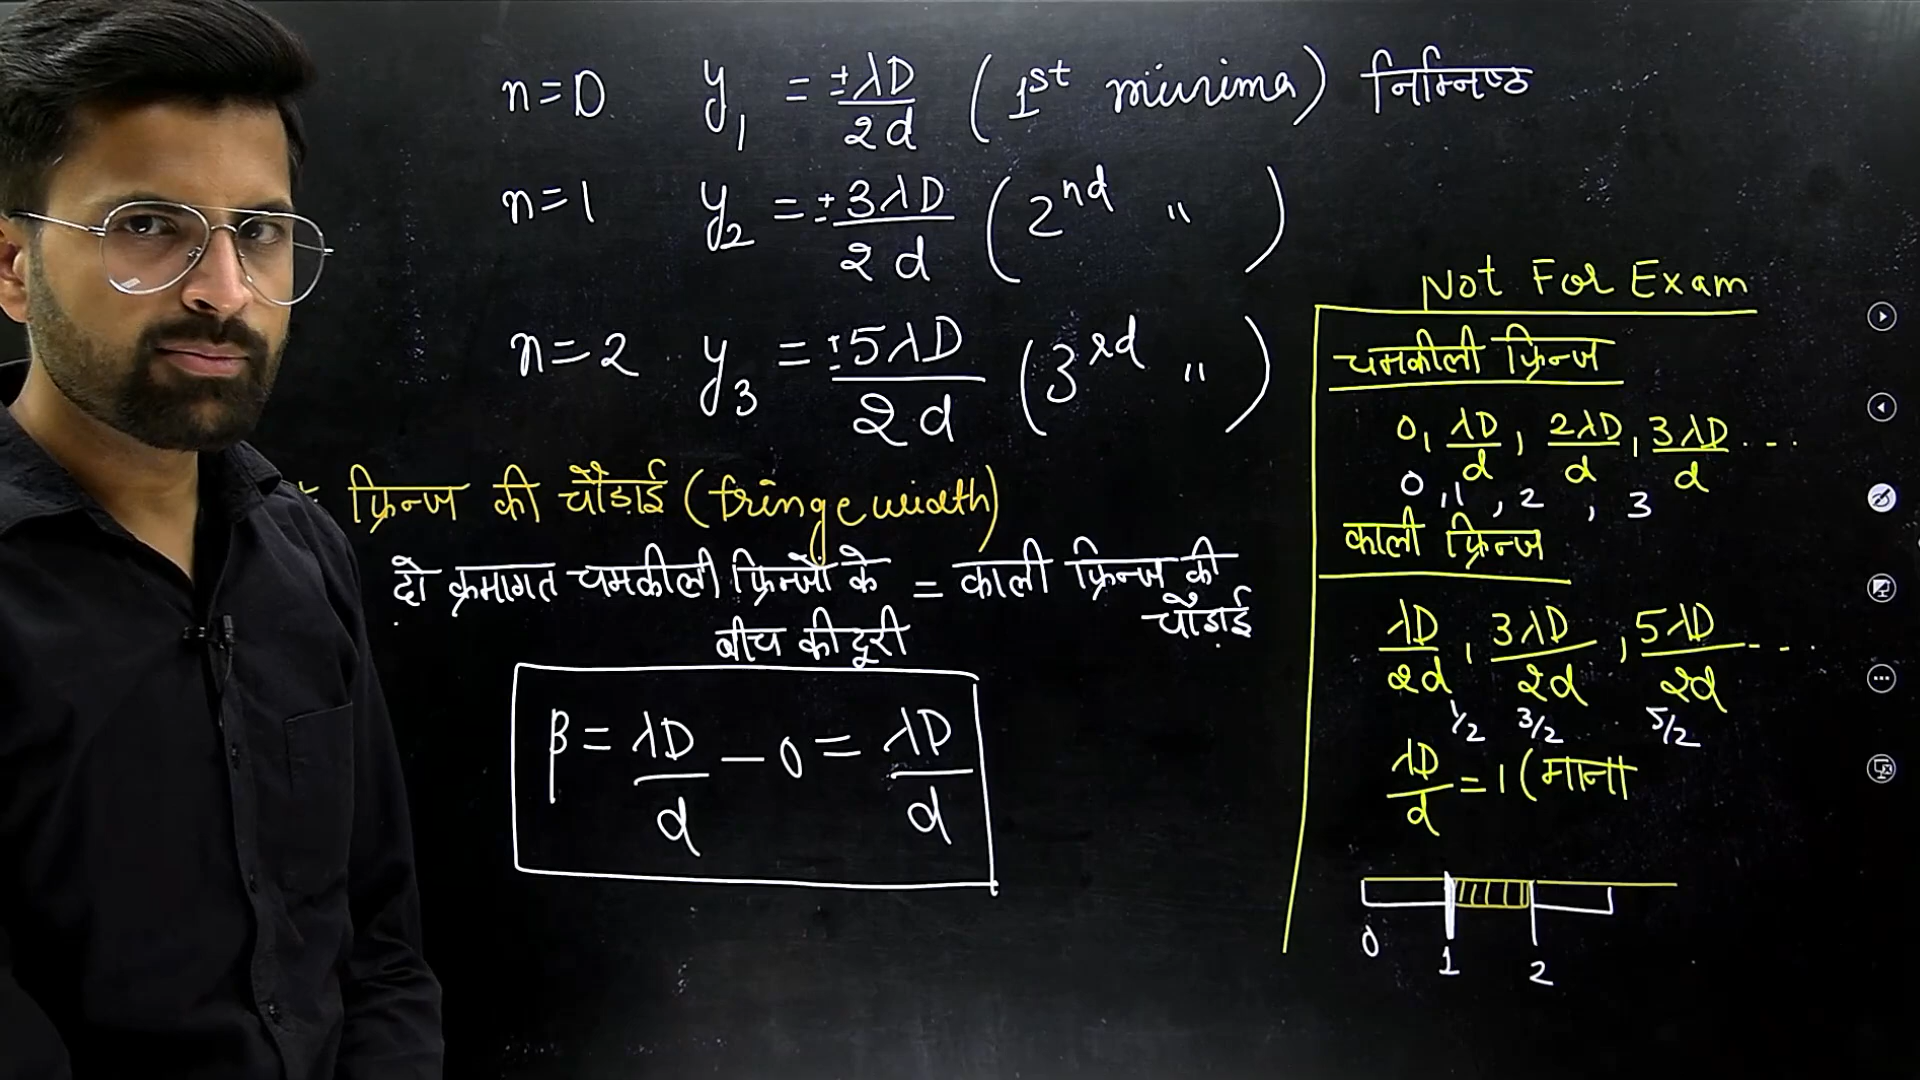 n=0 y₁ = ±λD/2d (1st minima) निम्निष्ठ
n=1 y₂ = ±3λD/2d (2nd " )
n=2 y₃ = ±5λD/2d (3rd " )
फ्रिन्ज की चौड़ाई (fringe width)
दो क्रमागत चमकीली फ्रिन्जों के = काली फ्रिन्ज की
बीच की दूरी चौड़ाई
β = λD/d - 0 = λD/d
Not For Exam
चमकीली फ्रिन्ज
0, λD/d, 2λD/d, 3λD/d ...
0, 1, 2, 3
काली फ्रिन्ज
λD/2d, 3λD/2d, 5λD/2d ...
1/2 3/2 5/2
λD/d = 1 (माना
0 1 2